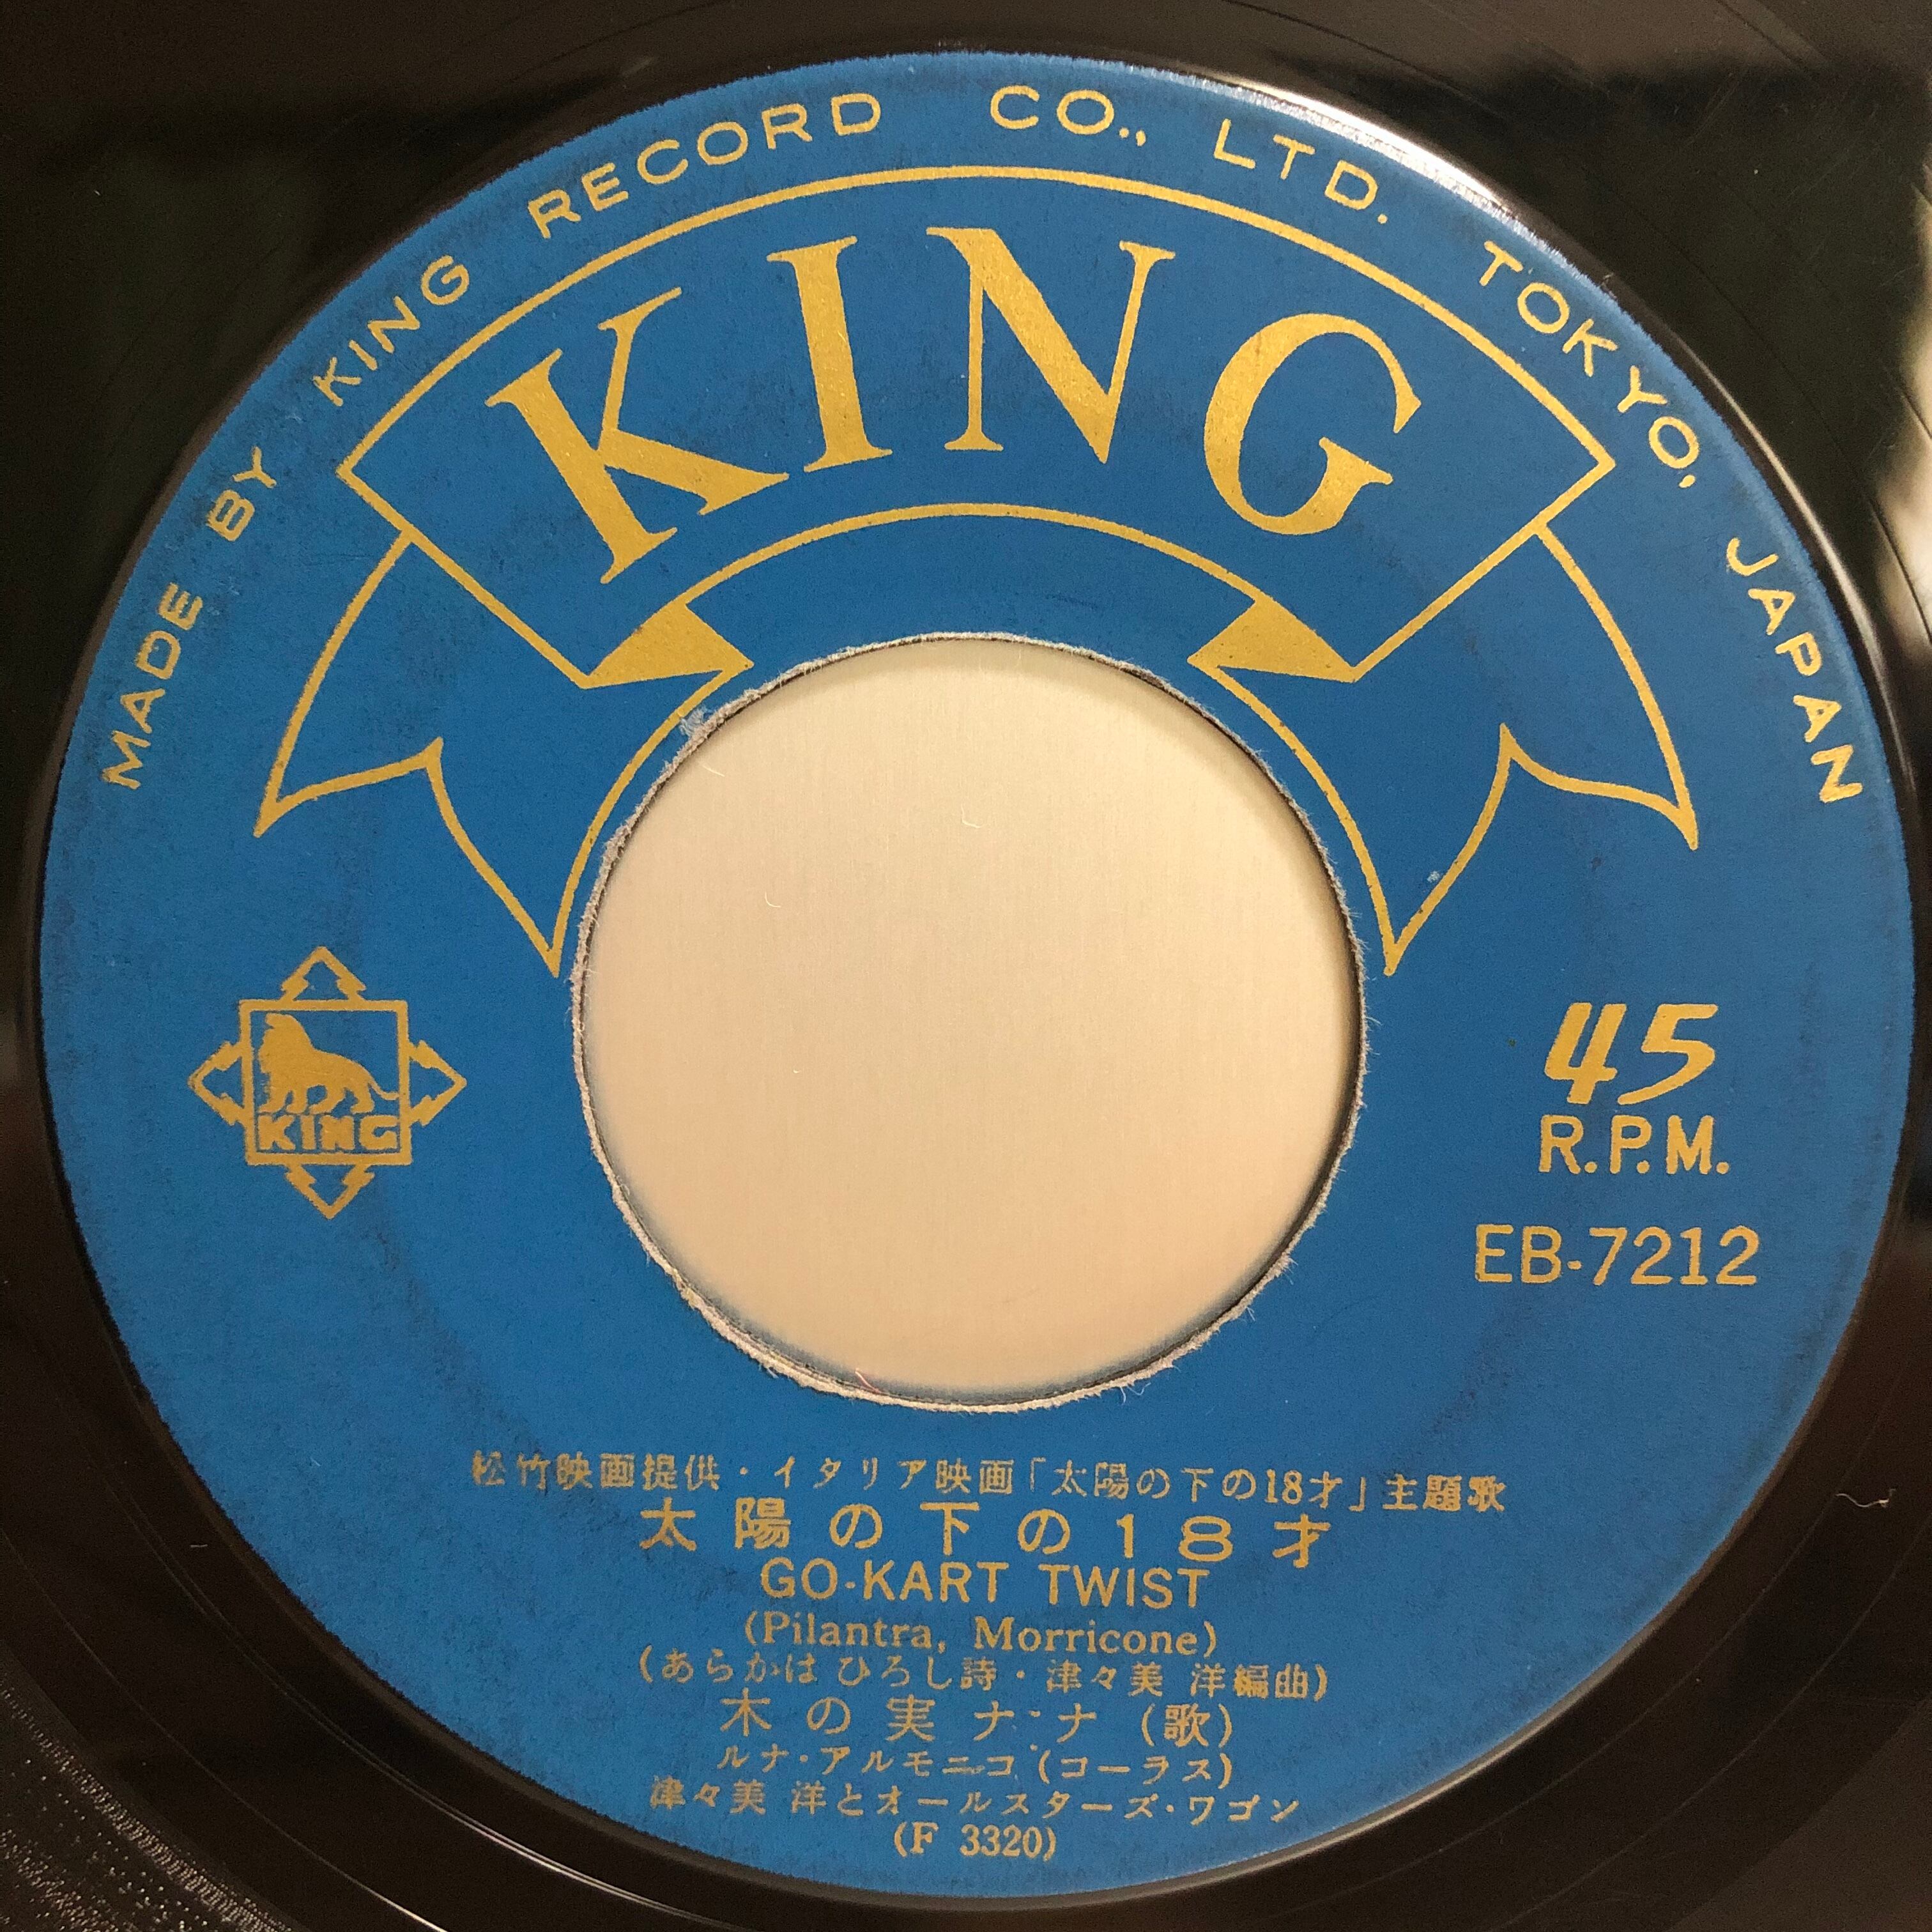 MADE BY KING RECORD CO., LTD. TOKYO, JAPAN
KING
KING
45
R.P.M.
EB-7212
松竹映画提供・イタリア映画「太陽の下の18才」主題歌
太陽の下の18才
GO-KART TWIST
(Pilantra, Morricone)
(あらかは ひろし詩・津々美 洋編曲)
木の実ナナ (歌)
ルナ・アルモニコ (コーラス)
津々美 洋とオールスターズ・ワゴン
(F 3320)